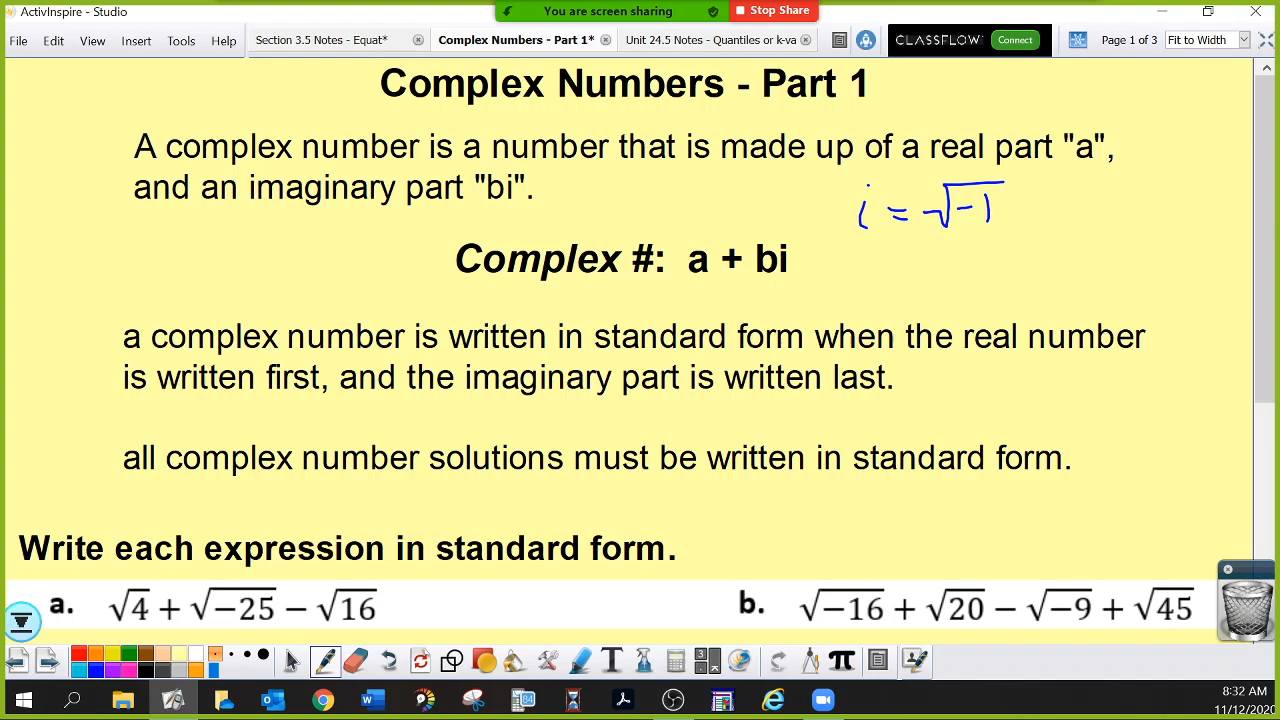 ActivInspire - Studio
You are screen sharing
Stop Share
File Edit View Insert Tools Help
Section 3.5 Notes - Equat*
Complex Numbers - Part 1*
Unit 24.5 Notes - Quantiles or k-va
CLASSFLOW
Connect
Page 1 of 3
Fit to Width
Complex Numbers - Part 1
A complex number is a number that is made up of a real part "a",
and an imaginary part "bi".
i = √-1
Complex #: a + bi
a complex number is written in standard form when the real number
is written first, and the imaginary part is written last.
all complex number solutions must be written in standard form.
Write each expression in standard form.
a. √4 + √−25 − √16
b. √−16 + √20 − √−9 + √45
8:32 AM
11/12/2020